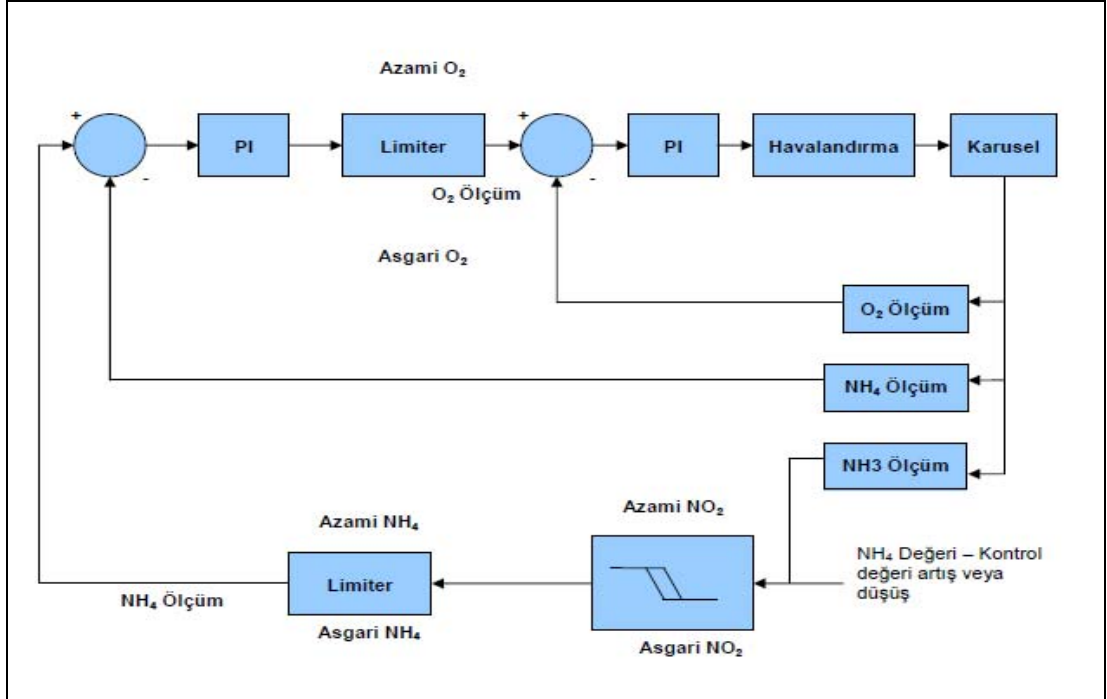 Azami O₂
+
PI
Limiter
+
PI
Havalandırma
Karusel
-
-
O₂ Ölçüm
Asgari O₂
O₂ Ölçüm
NH₄ Ölçüm
NH3 Ölçüm
Azami NH₄
Azami NO₂
NH₄ Değeri – Kontrol
değeri artış veya
düşüş
Limiter
NH₄ Ölçüm
Asgari NH₄
Asgari NO₂